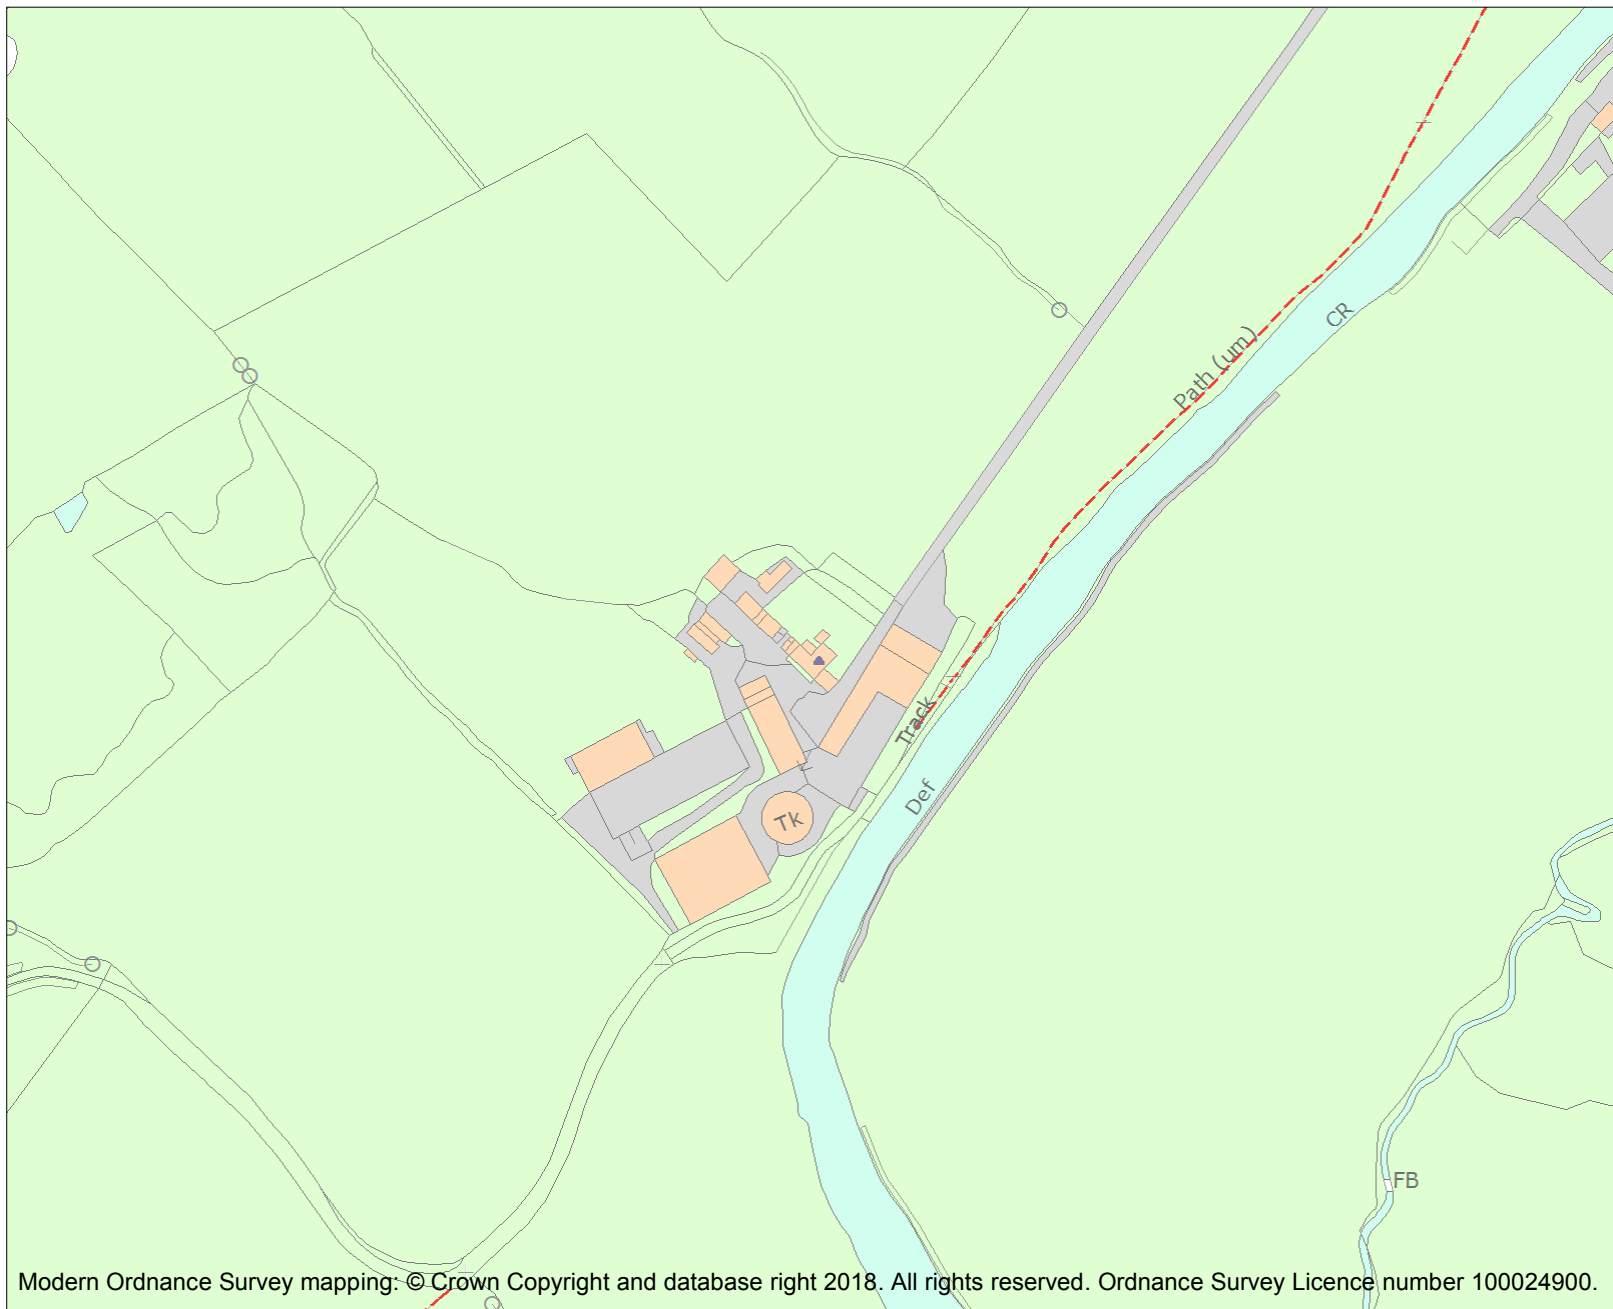 CR
Path (um)
Track
Def
Tk
FB
Modern Ordnance Survey mapping: © Crown Copyright and database right 2018. All rights reserved. Ordnance Survey Licence number 100024900.